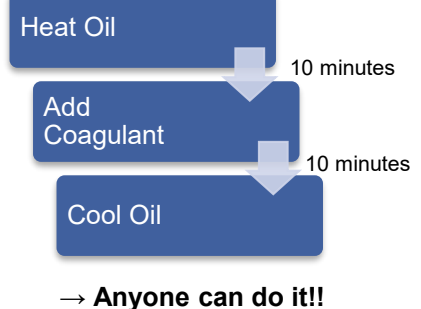 Heat Oil
10 minutes
Add
Coagulant
10 minutes
Cool Oil
→ Anyone can do it!!